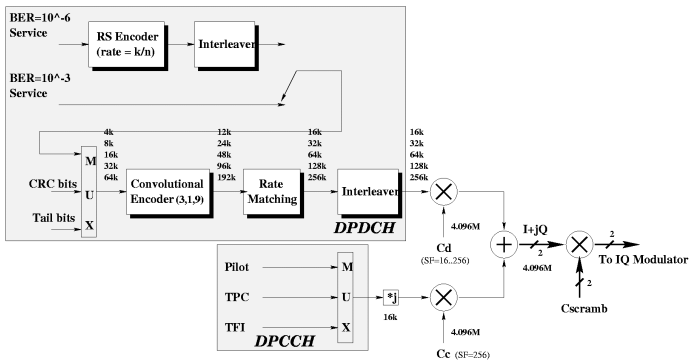 BER=10^-6
Service
RS Encoder
(rate = k/n)
Interleaver
BER=10^-3
Service
4k
8k
16k
32k
64k
12k
24k
48k
96k
192k
16k
32k
64k
128k
256k
16k
32k
64k
128k
256k
M
U
X
CRC bits
Tail bits
Convolutional
Encoder (3,1,9)
Rate
Matching
Interleaver
DPDCH
4.096M
Cd
(SF=16..256)
I+jQ
2
4.096M
2
To IQ Modulator
2
Cscramb
Pilot
TPC
TFI
M
U
X
DPCCH
*j
16k
4.096M
Cc (SF=256)